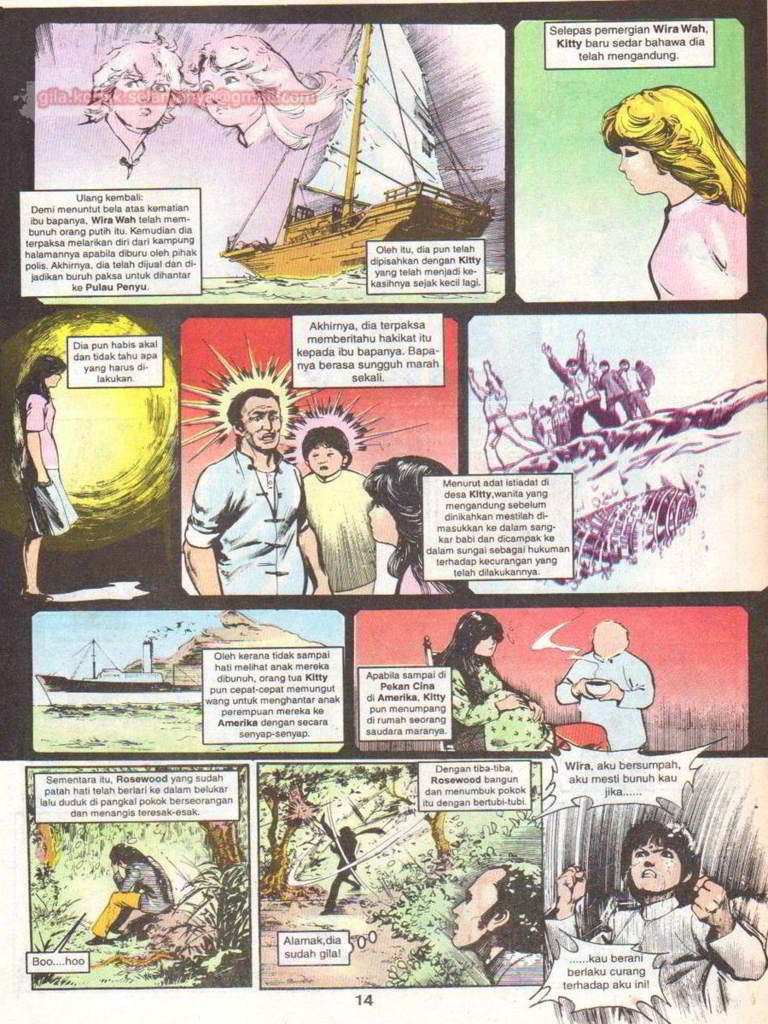 gila.komik.selamanya@gmail.com
Ulang kembali:
Demi menuntut bela atas kematian
ibu bapanya, Wira Wah telah mem-
bunuh orang putih itu. Kemudian dia
terpaksa melarikan diri dari kampung
halamannya apabila diburu oleh pihak
polis. Akhirnya, dia telah dijual dan di-
jadikan buruh paksa untuk dihantar
ke Pulau Penyu.
Oleh itu, dia pun telah
dipisahkan dengan Kitty
yang telah menjadi ke-
kasihnya sejak kecil lagi.
Selepas pemergian Wira Wah,
Kitty baru sedar bahawa dia
telah mengandung.
Dia pun habis akal
dan tidak tahu apa
yang harus di-
lakukan.
Akhirnya, dia terpaksa
memberitahu hakikat itu
kepada ibu bapanya. Bapa-
nya berasa sungguh marah
sekali.
Menurut adat istiadat di
desa Kitty,wanita yang
mengandung sebelum
dinikahkan mestilah di-
masukkan ke dalam sang-
kar babi dan dicampak ke
dalam sungai sebagai hukuman
terhadap kecurangan yang
telah dilakukannya.
Oleh kerana tidak sampai
hati melihat anak mereka
dibunuh, orang tua Kitty
pun cepat-cepat memungut
wang untuk menghantar anak
perempuan mereka ke
Amerika dengan secara
senyap-senyap.
Apabila sampai di
Pekan Cina
di Amerika, Kitty
pun menumpang
di rumah seorang
saudara maranya.
Sementara itu, Rosewood yang sudah
patah hati telah berlari ke dalam belukar
lalu duduk di pangkal pokok berseorangan
dan menangis teresak-esak.
Boo....hoo
Dengan tiba-tiba,
Rosewood bangun
dan menumbuk pokok
itu dengan bertubi-tubi.
Alamak,dia
sudah gila!
Wira, aku bersumpah,
aku mesti bunuh kau
jika......
......kau berani
berlaku curang
terhadap aku ini!
14